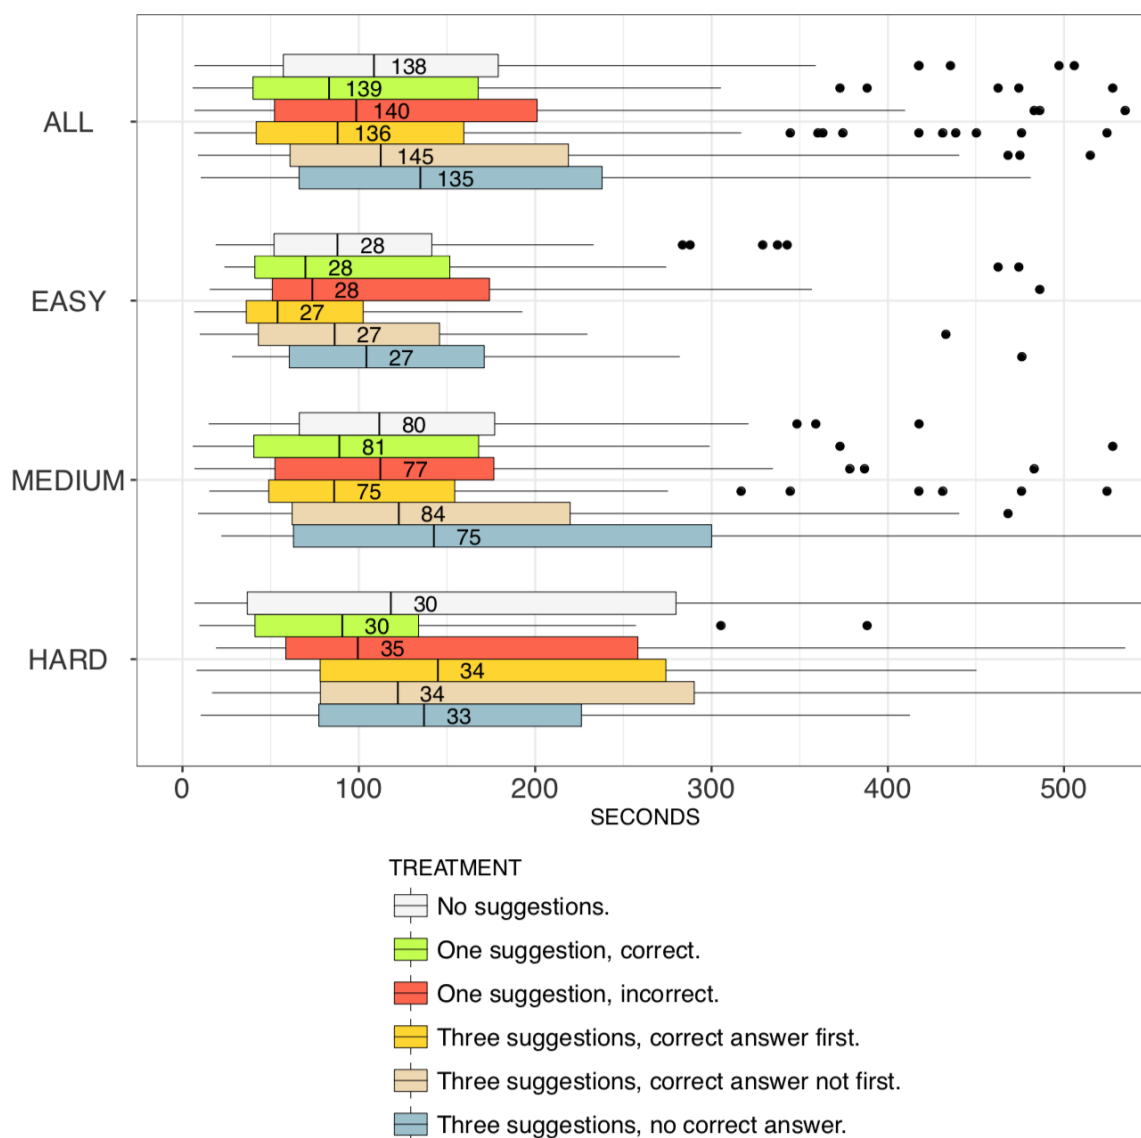 ALL
138
139
140
136
145
135
EASY
28
28
28
27
27
27
MEDIUM
80
81
77
75
84
75
HARD
30
30
35
34
34
33
0 100 200 300 400 500
SECONDS
TREATMENT
No suggestions.
One suggestion, correct.
One suggestion, incorrect.
Three suggestions, correct answer first.
Three suggestions, correct answer not first.
Three suggestions, no correct answer.